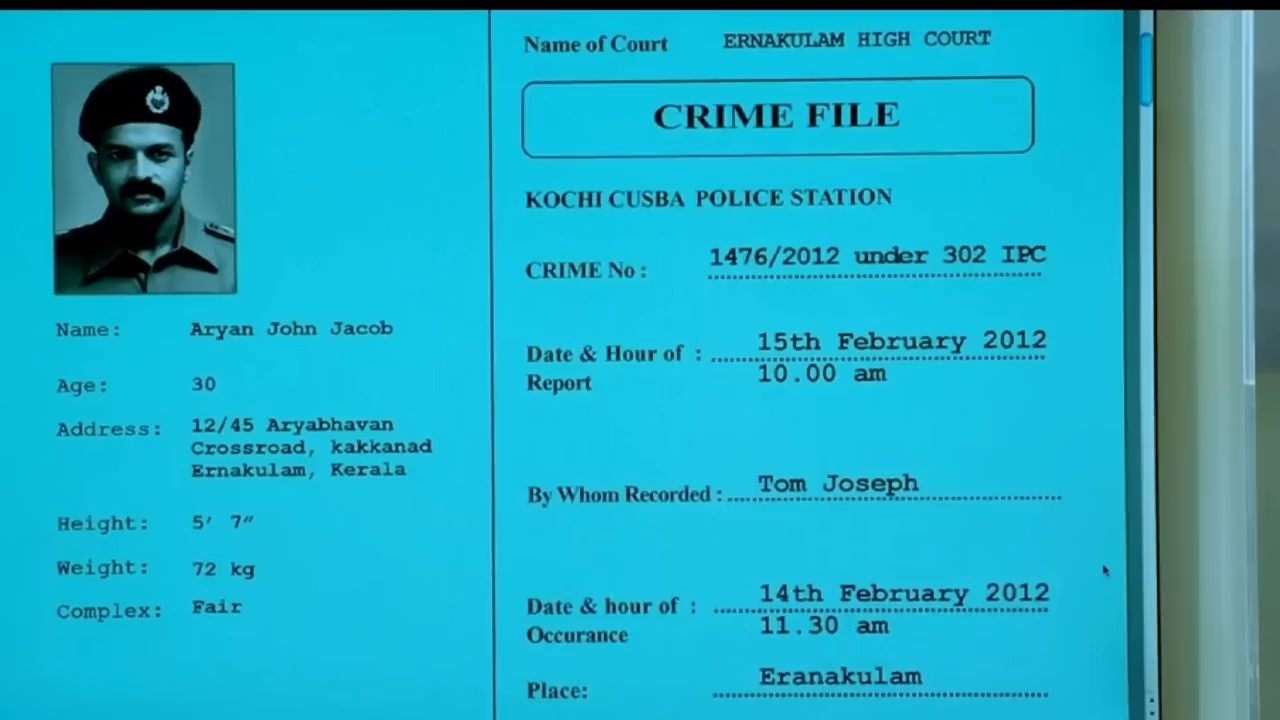 Name: Aryan John Jacob
Age: 30
Address: 12/45 Aryabhavan
Crossroad, kakkanad
Ernakulam, Kerala
Height: 5' 7"
Weight: 72 kg
Complex: Fair
Name of Court ERNAKULAM HIGH COURT
CRIME FILE
KOCHI CUSBA POLICE STATION
CRIME No : 1476/2012 under 302 IPC
Date & Hour of : 15th February 2012
Report 10.00 am
By Whom Recorded : Tom Joseph
Date & hour of : 14th February 2012
Occurance 11.30 am
Place: Eranakulam